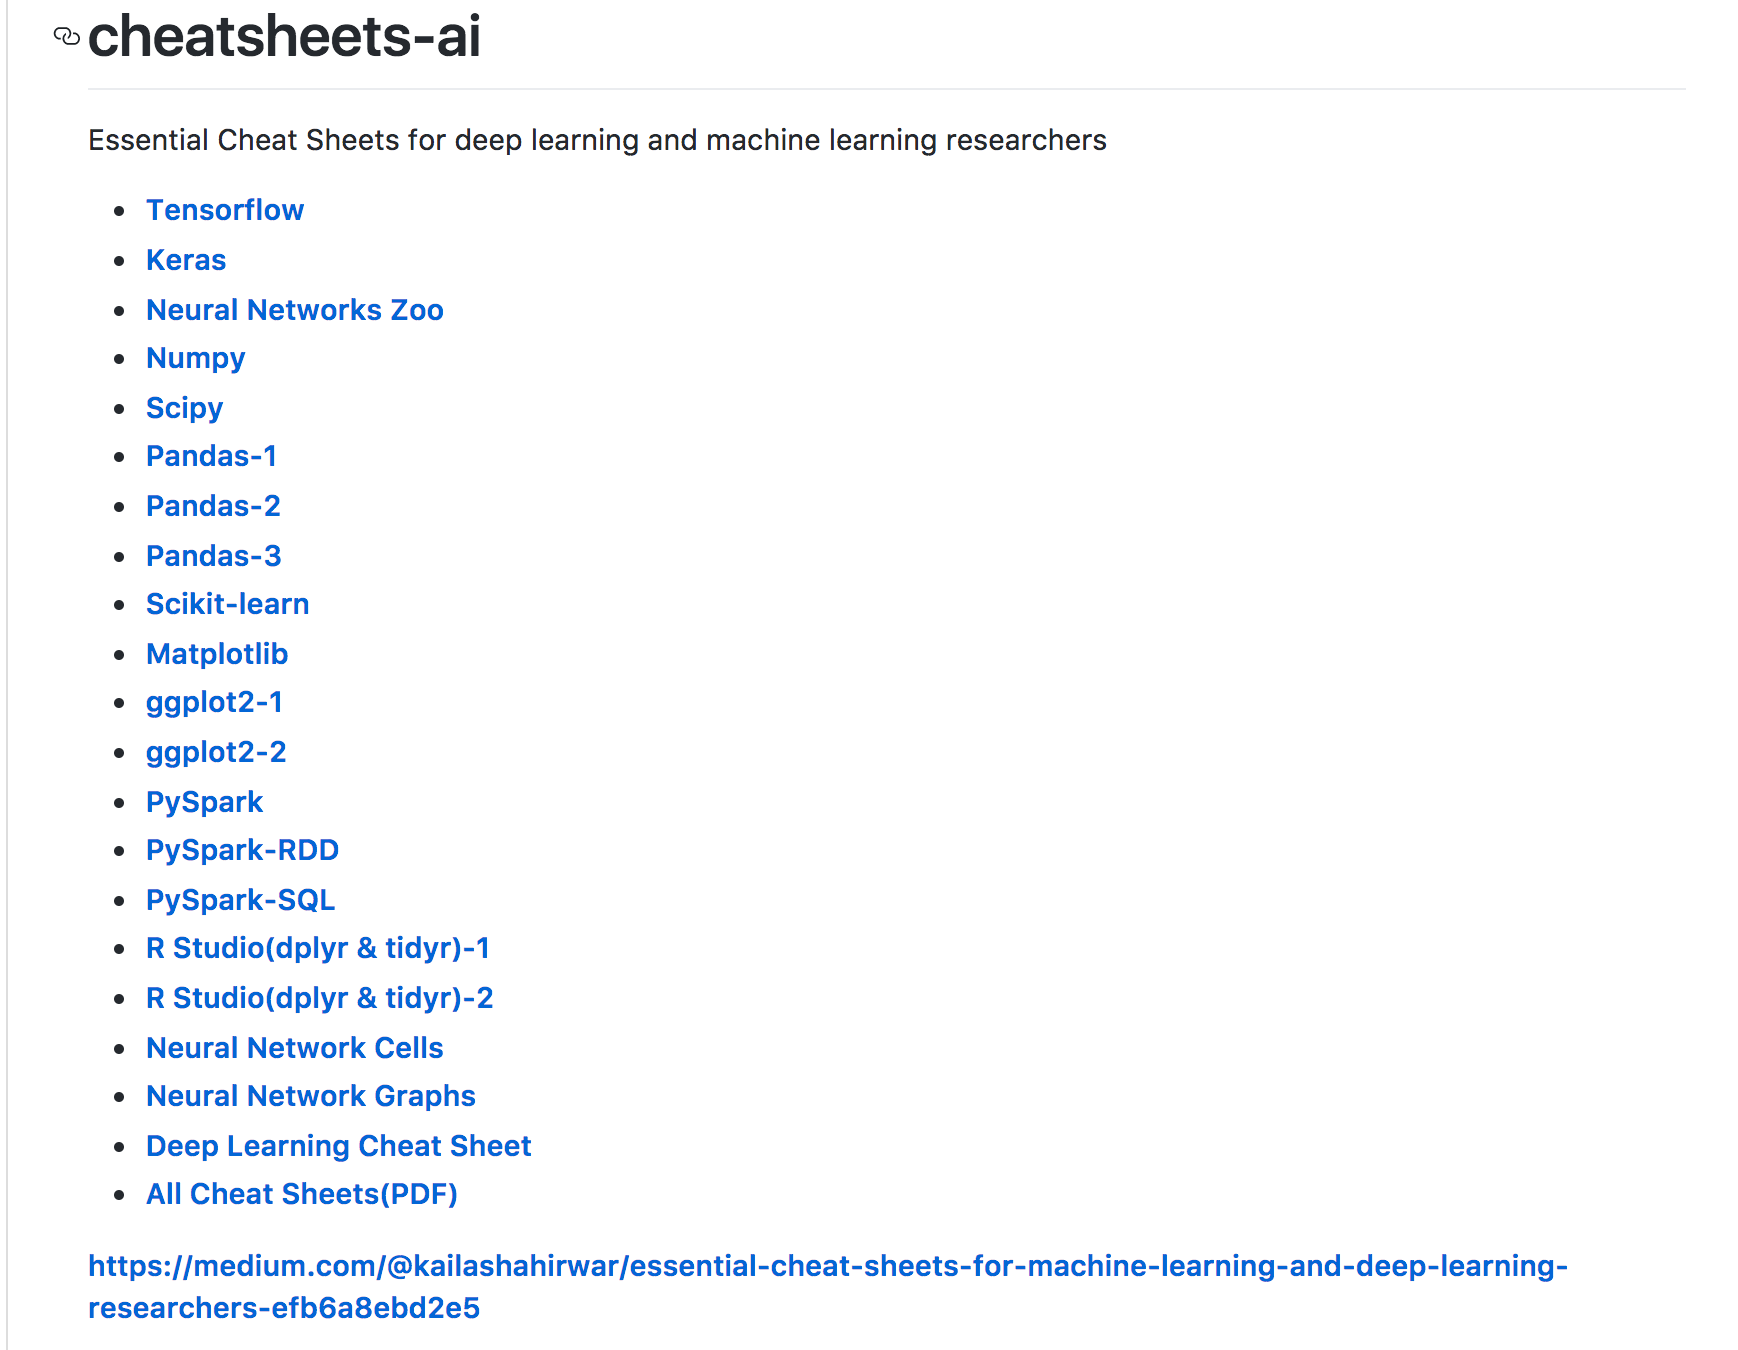 cheatsheets-ai
Essential Cheat Sheets for deep learning and machine learning researchers
Tensorflow
Keras
Neural Networks Zoo
Numpy
Scipy
Pandas-1
Pandas-2
Pandas-3
Scikit-learn
Matplotlib
ggplot2-1
ggplot2-2
PySpark
PySpark-RDD
PySpark-SQL
R Studio(dplyr & tidyr)-1
R Studio(dplyr & tidyr)-2
Neural Network Cells
Neural Network Graphs
Deep Learning Cheat Sheet
All Cheat Sheets(PDF)
https://medium.com/@kailashahirwar/essential-cheat-sheets-for-machine-learning-and-deep-learning-
researchers-efb6a8ebd2e5